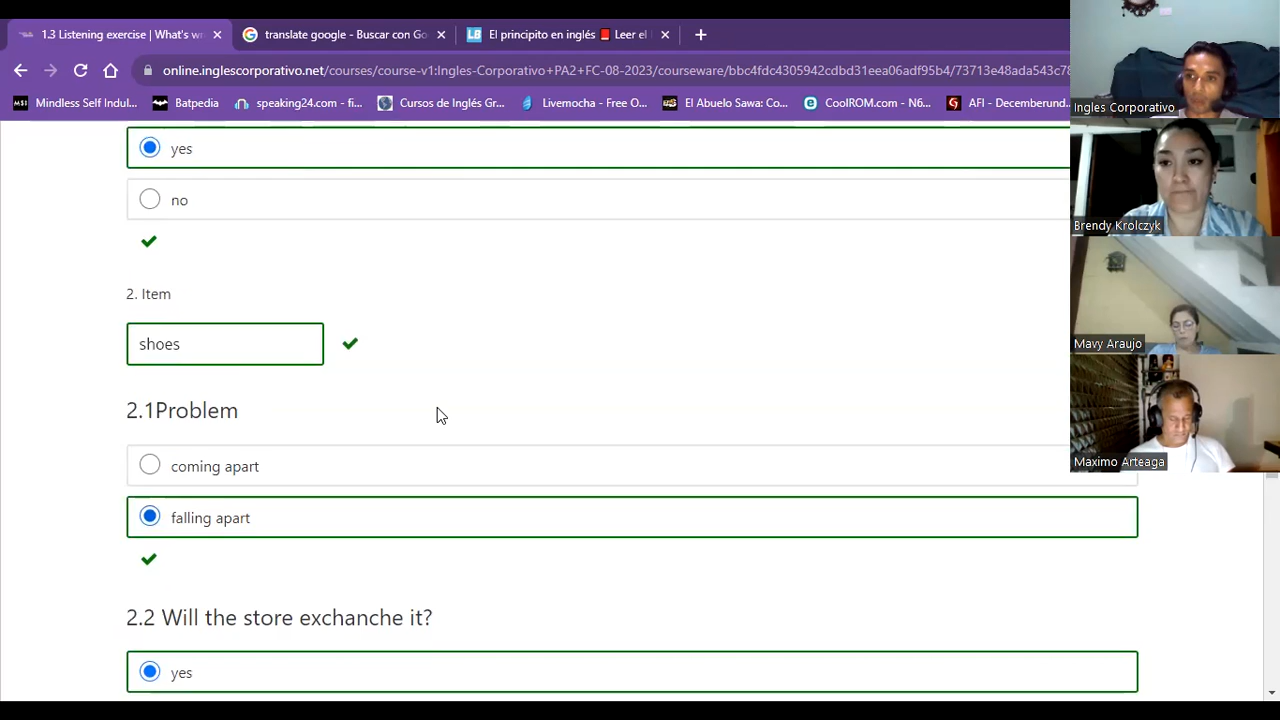 1.3 Listening exercise | What's wr
translate google - Buscar con Go
El principito en inglés 📕 Leer el
online.inglescorporativo.net/courses/course-v1:Ingles-Corporativo+PA2+FC-08-2023/courseware/bbc4fdc4305942cdbd31eea06adf95b4/73713e48ada543c78
Mindless Self Indul...
Batpedia
speaking24.com - fi...
Cursos de Inglés Gr...
Livemocha - Free O...
El Abuelo Sawa: Co...
CoolROM.com - N6...
AFI - Decemberund...
yes
no
2. Item
shoes
2.1Problem
coming apart
falling apart
2.2 Will the store exchanche it?
yes
Ingles Corporativo
Brendy Krolczyk
Mavy Araujo
Maximo Arteaga